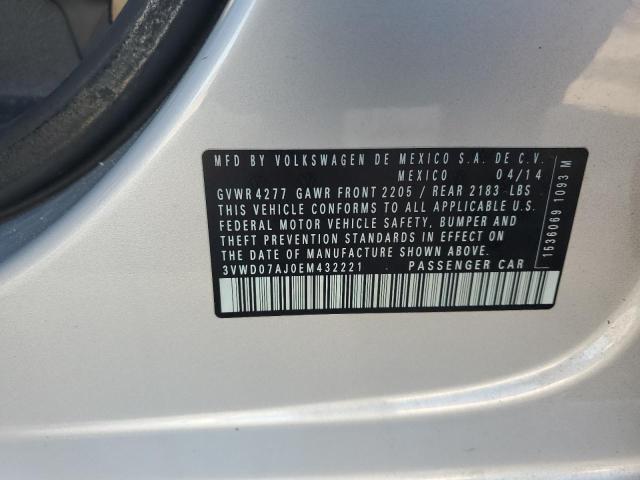 MFD BY VOLKSWAGEN DE MEXICO S.A. DE C.V.
MEXICO 04/14
GVWR 4277 GAWR FRONT 2205 / REAR 2183 LBS
THIS VEHICLE CONFORMS TO ALL APPLICABLE U.S.
FEDERAL MOTOR VEHICLE SAFETY, BUMPER AND
THEFT PREVENTION STANDARDS IN EFFECT ON
THE DATE OF MANUFACTURE SHOWN ABOVE.
3VWD07AJ0EM432221 PASSENGER CAR
1536069 1093 M